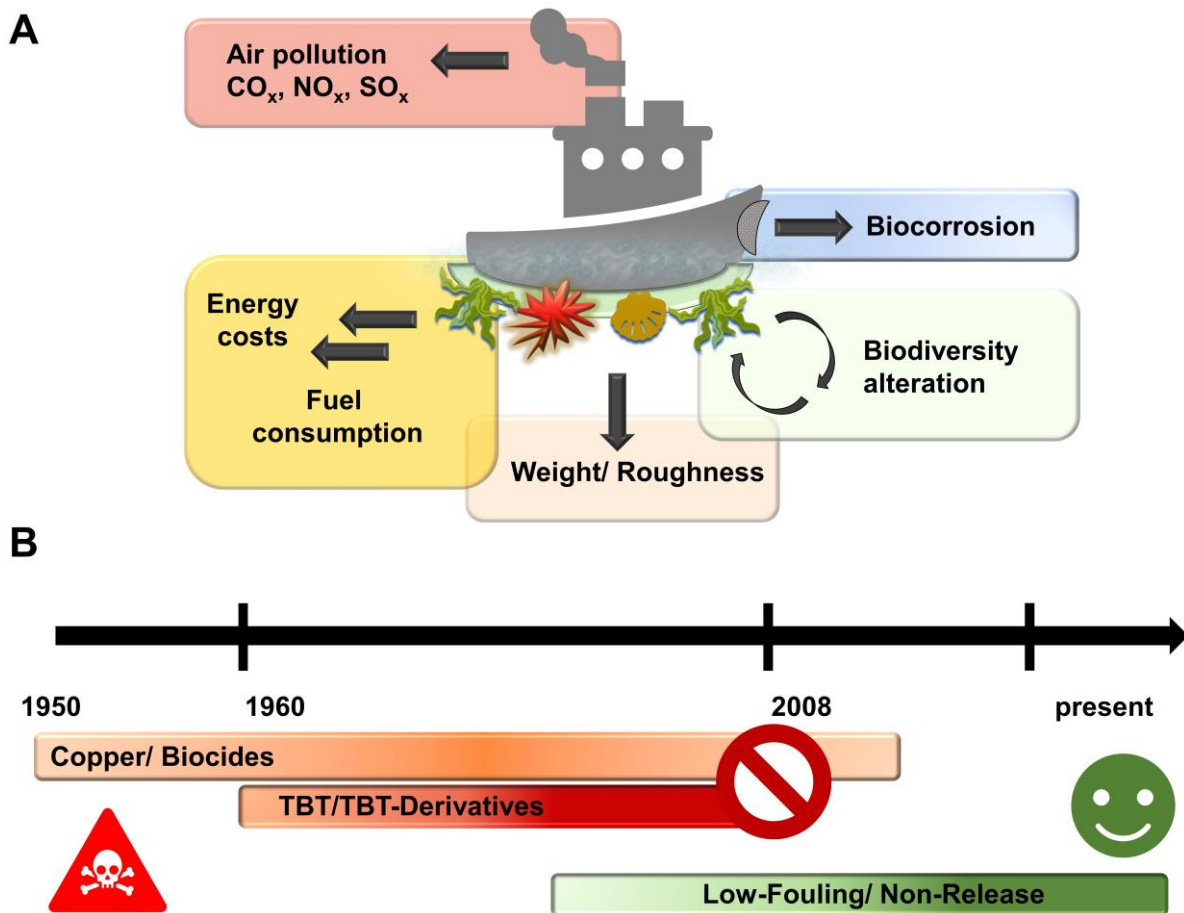 A
Air pollution
COₓ, NOₓ, SOₓ
Biocorrosion
Energy
costs
Fuel
consumption
Biodiversity
alteration
Weight/ Roughness
B
1950
1960
2008
present
Copper/ Biocides
TBT/TBT-Derivatives
Low-Fouling/ Non-Release